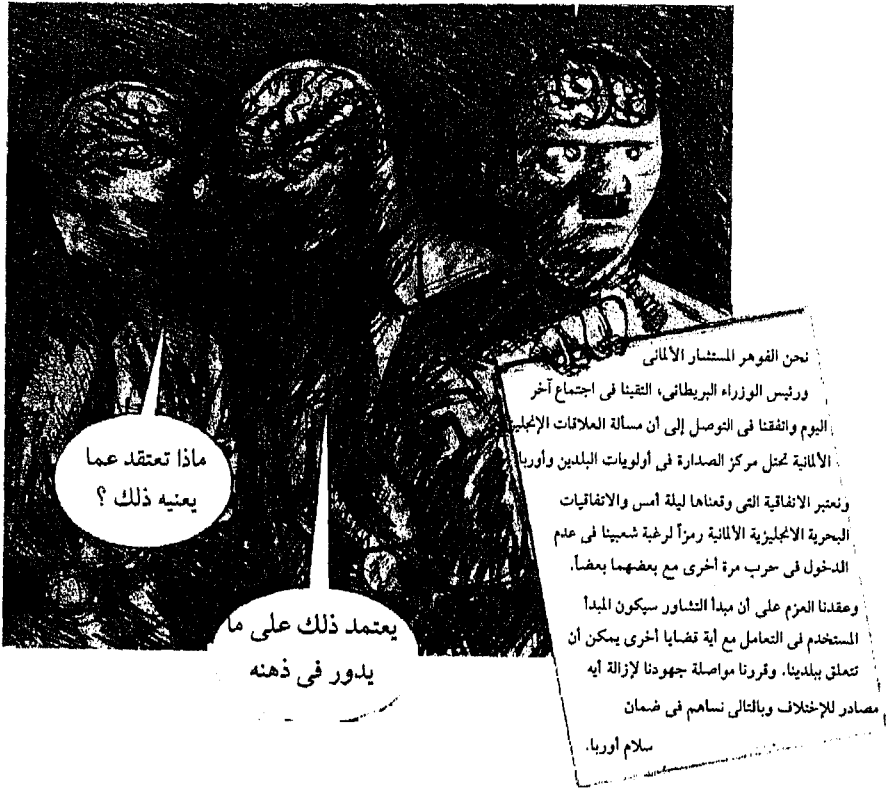 نحن الفوهر المستشار الألمانى
ورئيس الوزراء البريطانى، التقينا فى اجتماع آخر
اليوم واتفقنا فى التوصل إلى أن مسألة العلاقات
الألمانية تحتل مركز الصدارة فى أولويات البلدين وأوربا
ونعتبر الاتفاقية التى وقعناها ليلة أمس والاتفاقيات
البحرية الانجليزية الألمانية رمزاً لرغبة شعبينا فى عدم
الدخول فى حرب مرة أخرى مع بعضهما بعضاً.
وعقدنا العزم على أن مبدأ التشاور سيكون المبدأ
المستخدم فى التعامل مع أية قضايا أخرى يمكن أن
تتعلق ببلدينا. وقررنا مواصلة جهودنا لإزالة أيه
مصادر للإختلاف وبالتالى نساهم فى ضمان
سلام أوربا.
ماذا تعتقد عما
يعنيه ذلك ؟
يعتمد ذلك على ما
يدور فى ذهنه